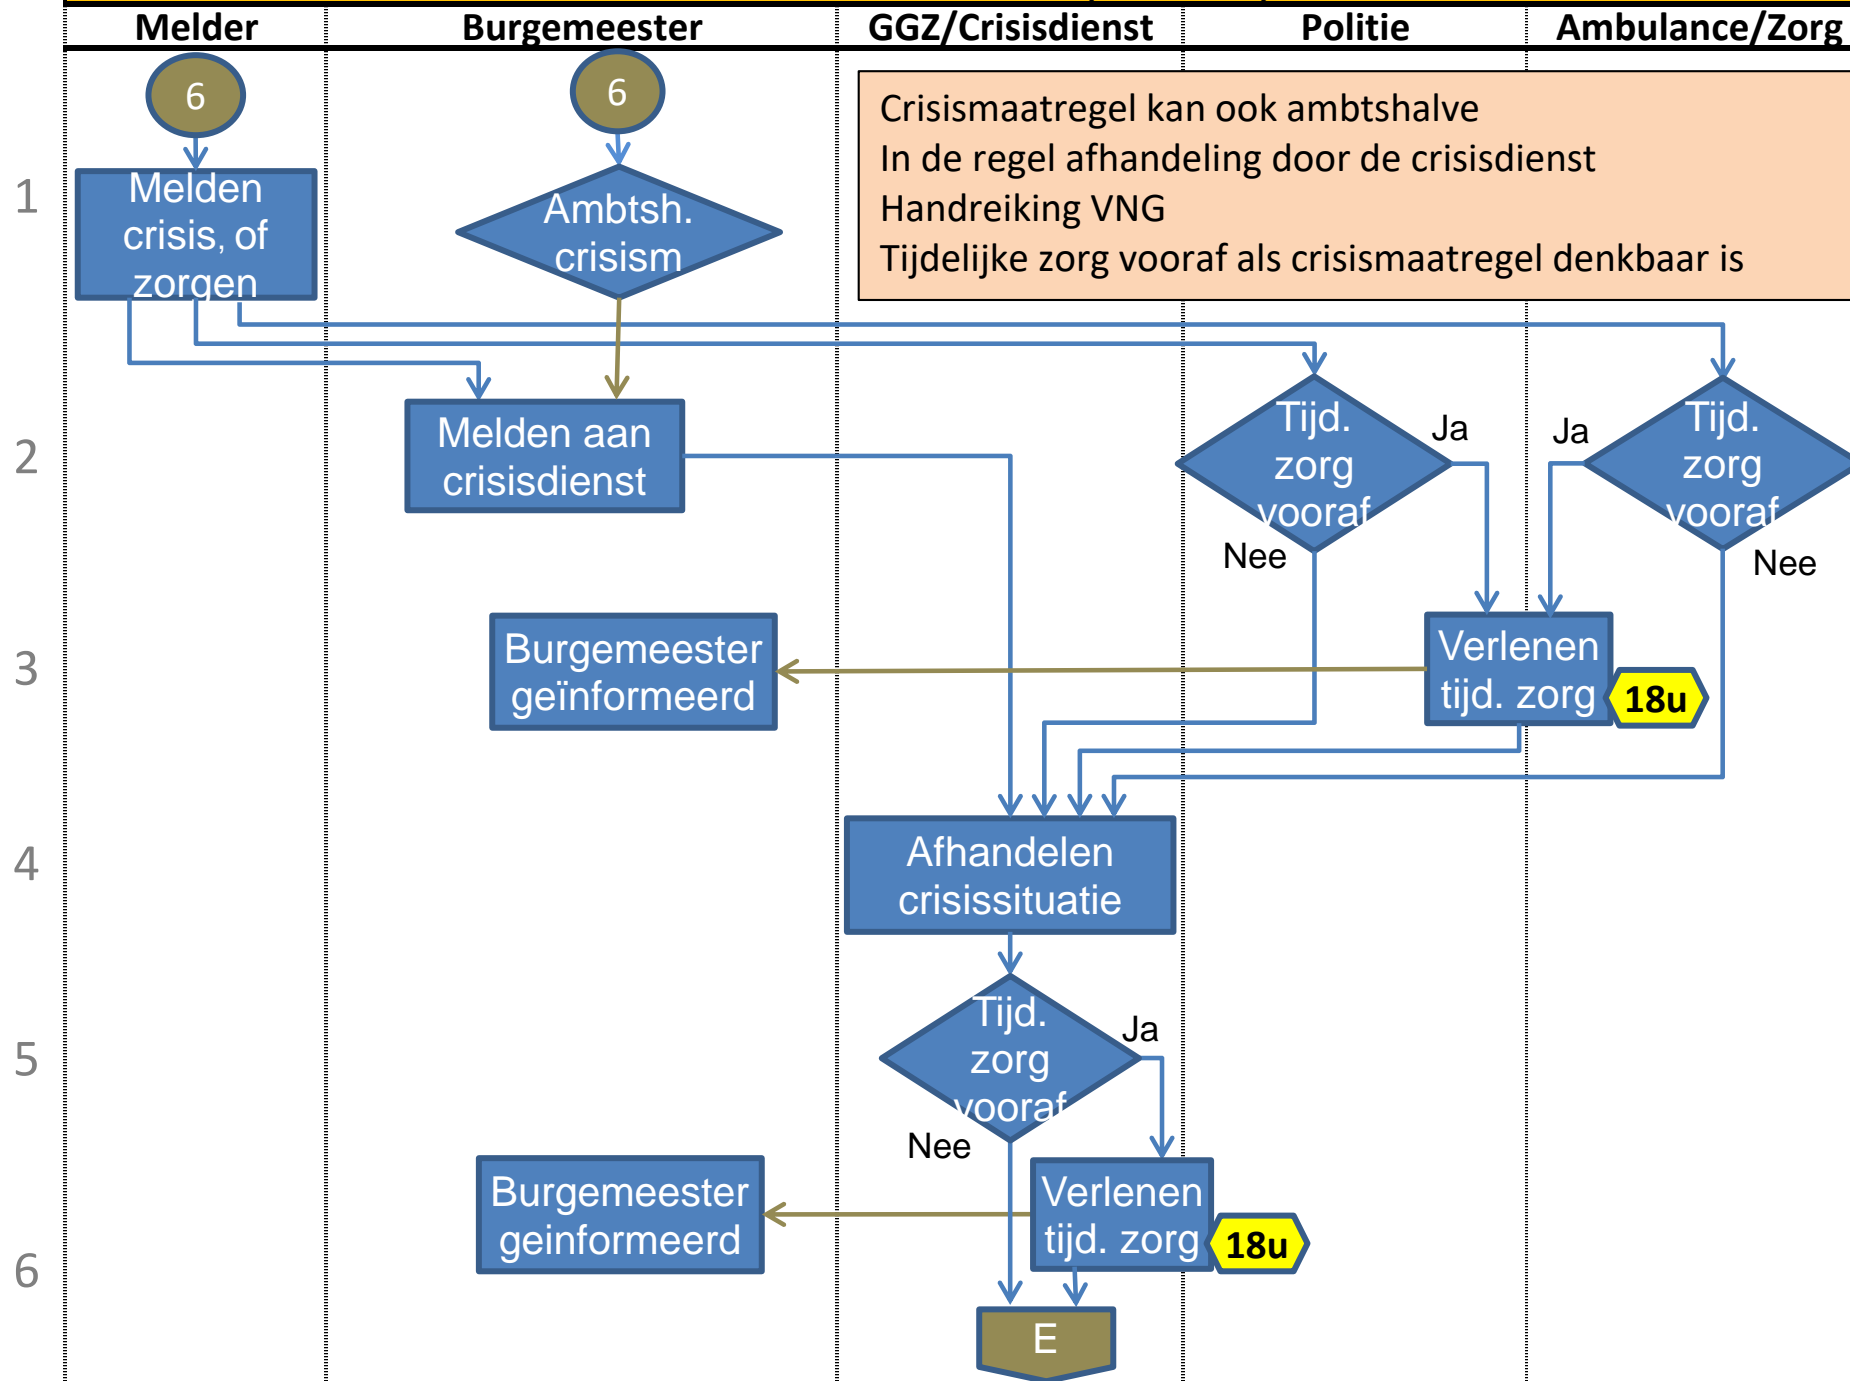 Melder
Burgemeester
GGZ/Crisisdienst
Politie
Ambulance/Zorg
6
6
Crisismaatregel kan ook ambtshalve
In de regel afhandeling door de crisisdienst
Handreiking VNG
Tijdelijke zorg vooraf als crisismaatregel denkbaar is
1
Melden
crisis, of
zorgen
Ambtsh.
crisism
2
Melden aan
crisisdienst
Tijd.
zorg
vooraf
Ja
Nee
Ja
Tijd.
zorg
vooraf
Nee
3
Burgemeester
geïnformeerd
Verlenen
tijd. zorg
18u
4
Afhandelen
crisissituatie
5
Tijd.
zorg
vooraf
Ja
Nee
6
Burgemeester
geinformeerd
Verlenen
tijd. zorg
18u
E